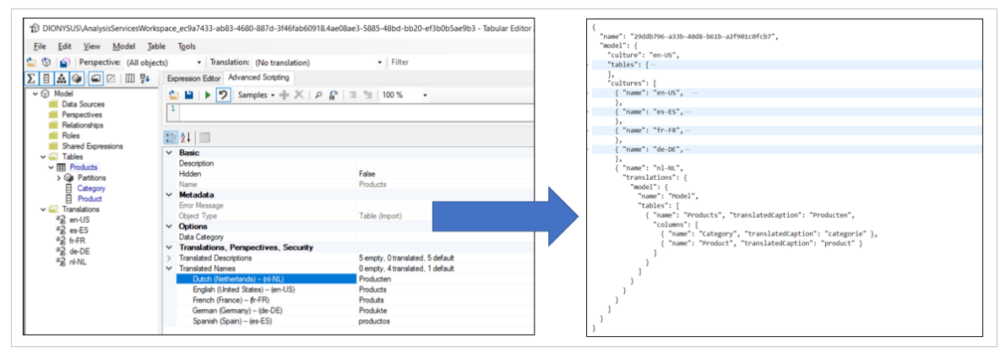 DIONYSUS\AnalysisServicesWorkspace_ec9a7433-ab83-4680-887d-3f46fab60918.4ae08ae3-5885-48bd-bb20-ef3b0b5ae9b3 - Tabular Editor
File Edit View Model Table Tools
Perspective: (All objects) Translation: (No translation) Filter
Expression Editor Advanced Scripting
Samples 100 %
1
Model
Data Sources
Perspectives
Relationships
Roles
Shared Expressions
Tables
Products
Partitions
Category
Product
Translations
en-US
es-ES
fr-FR
de-DE
nl-NL
Basic
Description
Hidden False
Name Products
Metadata
Error Message
Object Type Table (Import)
Options
Data Category
Translations, Perspectives, Security
Translated Descriptions 5 empty, 0 translated, 5 default
Translated Names 0 empty, 4 translated, 1 default
Dutch (Netherlands) – (nl-NL) Producten
English (United States) – (en-US) Products
French (France) – (fr-FR) Produits
German (Germany) – (de-DE) Produkte
Spanish (Spain) – (es-ES) productos
{
"name": "29ddb796-a33b-40d8-b61b-a2f901c0fcb7",
"model": {
"culture": "en-US",
"tables": [ ...
],
"cultures": [
{ "name": "en-US", ...
},
{ "name": "es-ES", ...
},
{ "name": "fr-FR", ...
},
{ "name": "de-DE", ...
},
{ "name": "nl-NL",
"translations": {
"model": {
"name": "Model",
"tables": [
{ "name": "Products", "translatedCaption": "Producten",
"columns": [
{ "name": "Category", "translatedCaption": "categorie" },
{ "name": "Product", "translatedCaption": "product" }
]
}
]
}
}
}
]
}
}